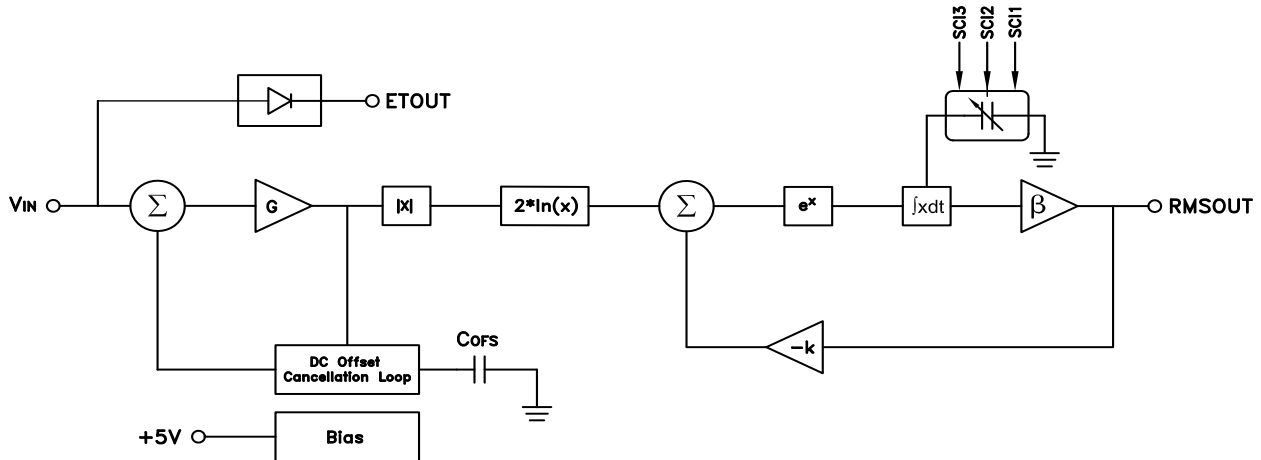 SCI3
SCI2
SCI1
ETOUT
VIN
Σ
G
|X|
2*ln(x)
Σ
eˣ
∫xdt
β
RMSOUT
-k
DC Offset
Cancellation Loop
COFS
+5V
Bias